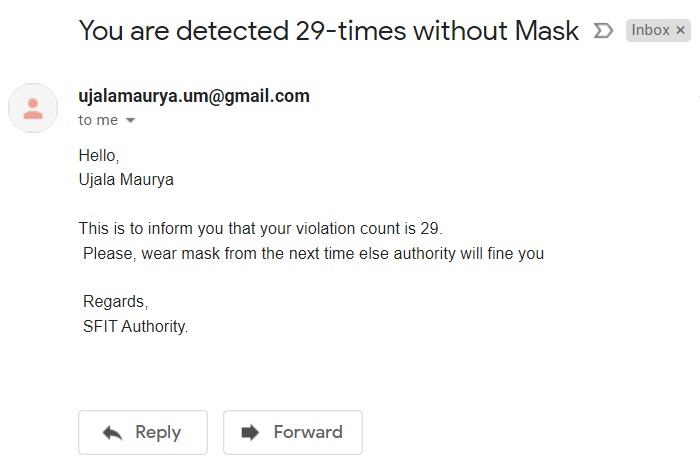 You are detected 29-times without Mask Inbox ×
ujalamaurya.um@gmail.com
to me
Hello,
Ujala Maurya
This is to inform you that your violation count is 29.
Please, wear mask from the next time else authority will fine you
Regards,
SFIT Authority.
Reply Forward